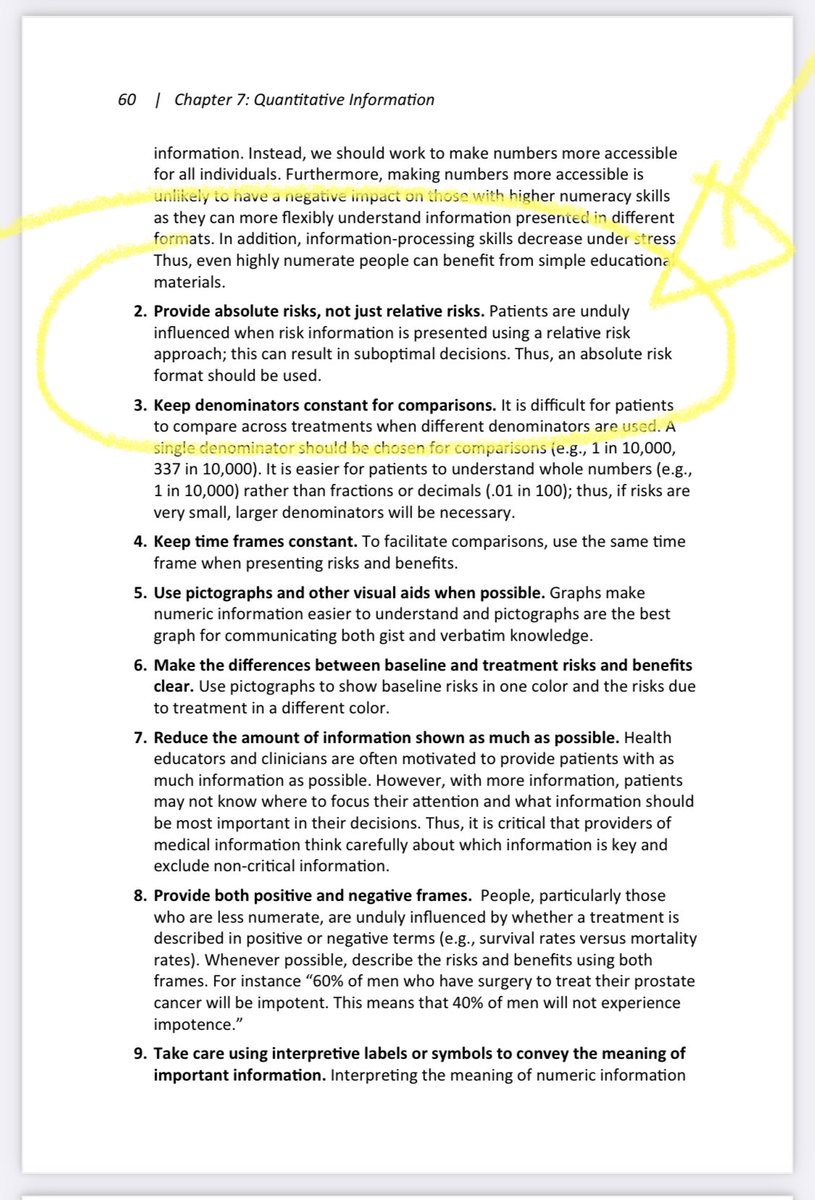 60 | Chapter 7: Quantitative Information
information. Instead, we should work to make numbers more accessible
for all individuals. Furthermore, making numbers more accessible is
unlikely to have a negative impact on those with higher numeracy skills
as they can more flexibly understand information presented in different
formats. In addition, information-processing skills decrease under stress.
Thus, even highly numerate people can benefit from simple educational
materials.
2. Provide absolute risks, not just relative risks. Patients are unduly
influenced when risk information is presented using a relative risk
approach; this can result in suboptimal decisions. Thus, an absolute risk
format should be used.
3. Keep denominators constant for comparisons. It is difficult for patients
to compare across treatments when different denominators are used. A
single denominator should be chosen for comparisons (e.g., 1 in 10,000,
337 in 10,000). It is easier for patients to understand whole numbers (e.g.,
1 in 10,000) rather than fractions or decimals (.01 in 100); thus, if risks are
very small, larger denominators will be necessary.
4. Keep time frames constant. To facilitate comparisons, use the same time
frame when presenting risks and benefits.
5. Use pictographs and other visual aids when possible. Graphs make
numeric information easier to understand and pictographs are the best
graph for communicating both gist and verbatim knowledge.
6. Make the differences between baseline and treatment risks and benefits
clear. Use pictographs to show baseline risks in one color and the risks due
to treatment in a different color.
7. Reduce the amount of information shown as much as possible. Health
educators and clinicians are often motivated to provide patients with as
much information as possible. However, with more information, patients
may not know where to focus their attention and what information should
be most important in their decisions. Thus, it is critical that providers of
medical information think carefully about which information is key and
exclude non-critical information.
8. Provide both positive and negative frames. People, particularly those
who are less numerate, are unduly influenced by whether a treatment is
described in positive or negative terms (e.g., survival rates versus mortality
rates). Whenever possible, describe the risks and benefits using both
frames. For instance “60% of men who have surgery to treat their prostate
cancer will be impotent. This means that 40% of men will not experience
impotence.”
9. Take care using interpretive labels or symbols to convey the meaning of
important information. Interpreting the meaning of numeric information